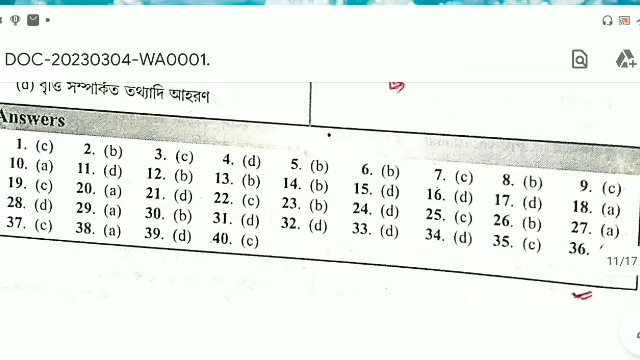 DOC-20230304-WA0001.
(d) বৃত্তি সম্পর্কিত তথ্যাদি আহরণ
Answers
1. (c) 2. (b) 3. (c) 4. (d) 5. (b) 6. (b) 7. (c) 8. (b) 9. (c)
10. (a) 11. (d) 12. (b) 13. (b) 14. (b) 15. (d) 16. (d) 17. (d) 18. (a)
19. (c) 20. (a) 21. (d) 22. (c) 23. (b) 24. (d) 25. (c) 26. (b) 27. (a)
28. (d) 29. (a) 30. (b) 31. (d) 32. (d) 33. (d) 34. (d) 35. (c) 36.
37. (c) 38. (a) 39. (d) 40. (c)
11/17